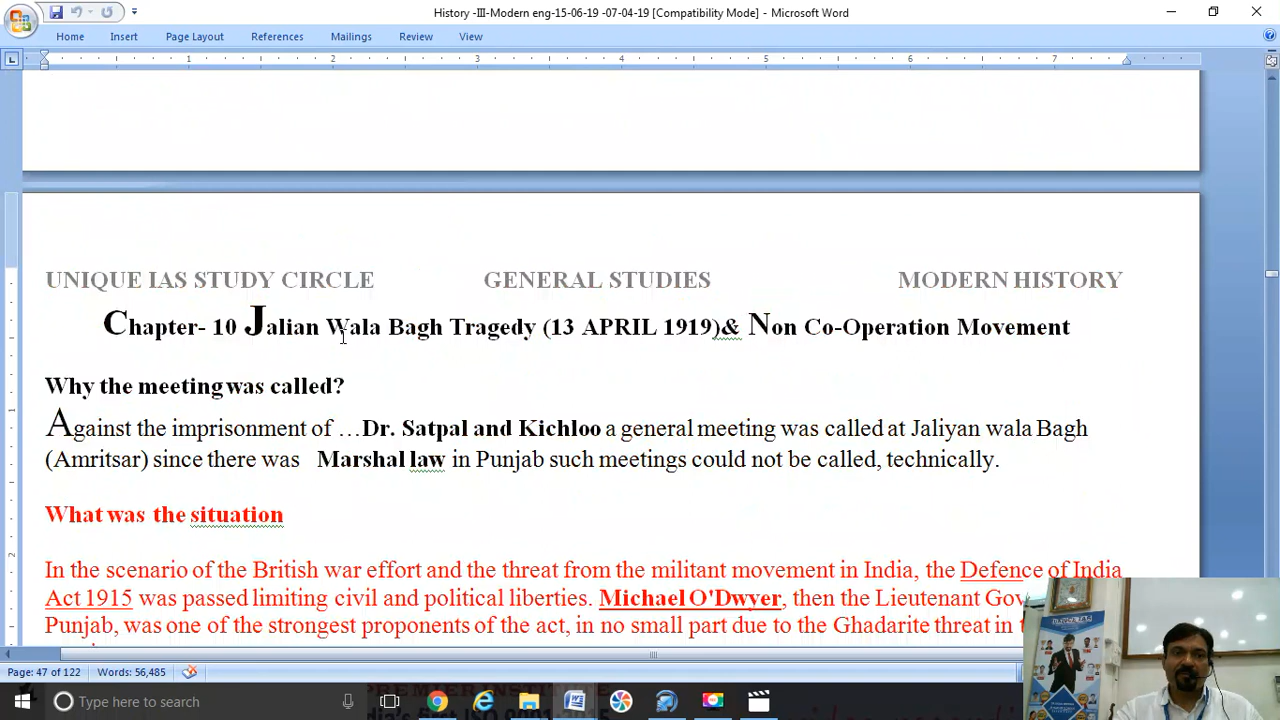 History -III-Modern eng-15-06-19 -07-04-19 [Compatibility Mode] - Microsoft Word
Home Insert Page Layout References Mailings Review View
1 2 3 4 5 6 7
UNIQUE IAS STUDY CIRCLE GENERAL STUDIES MODERN HISTORY
Chapter- 10 Jalian Wala Bagh Tragedy (13 APRIL 1919)& Non Co-Operation Movement
Why the meeting was called?
Against the imprisonment of …Dr. Satpal and Kichloo a general meeting was called at Jaliyan wala Bagh
(Amritsar) since there was Marshal law in Punjab such meetings could not be called, technically.
What was the situation
In the scenario of the British war effort and the threat from the militant movement in India, the Defence of India
Act 1915 was passed limiting civil and political liberties. Michael O'Dwyer, then the Lieutenant Gov
Punjab, was one of the strongest proponents of the act, in no small part due to the Ghadarite threat in
Page: 47 of 122 Words: 56,485
Type here to search